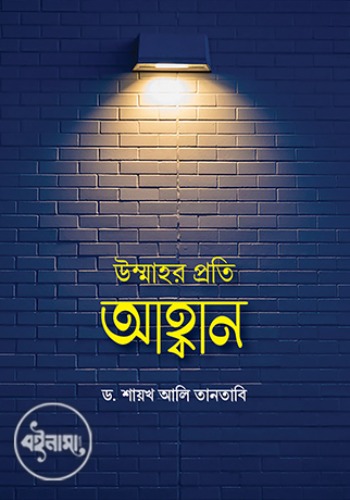 উম্মাহর প্রতি
আহ্বান
ড. শায়খ আলি তানতাবি
বইনামা